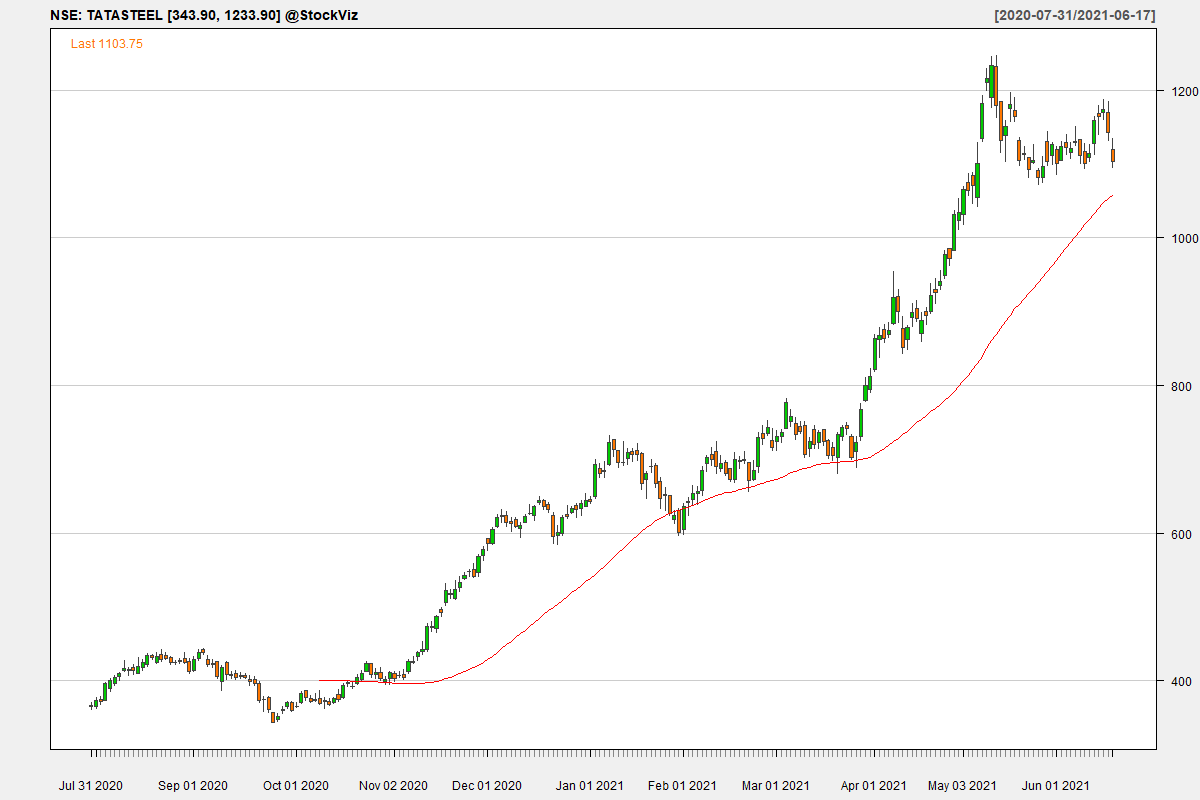 NSE: TATASTEEL [343.90, 1233.90] @StockViz [2020-07-31/2021-06-17]
Last 1103.75
1200
1000
800
600
400
Jul 31 2020 Sep 01 2020 Oct 01 2020 Nov 02 2020 Dec 01 2020 Jan 01 2021 Feb 01 2021 Mar 01 2021 Apr 01 2021 May 03 2021 Jun 01 2021